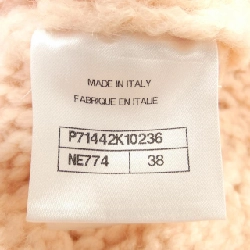 MADE IN ITALY
FABRIQUE EN ITALIE
P71442K10236
NE774 38